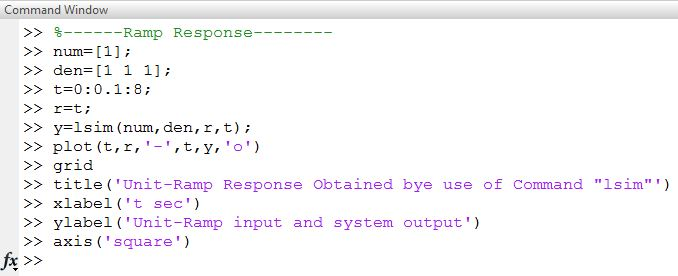 Command Window
>> %------Ramp Response--------
>> num=[1];
>> den=[1 1 1];
>> t=0:0.1:8;
>> r=t;
>> y=lsim(num,den,r,t);
>> plot(t,r,'-',t,y,'o')
>> grid
>> title('Unit-Ramp Response Obtained bye use of Command "lsim"')
>> xlabel('t sec')
>> ylabel('Unit-Ramp input and system output')
>> axis('square')
fx >>